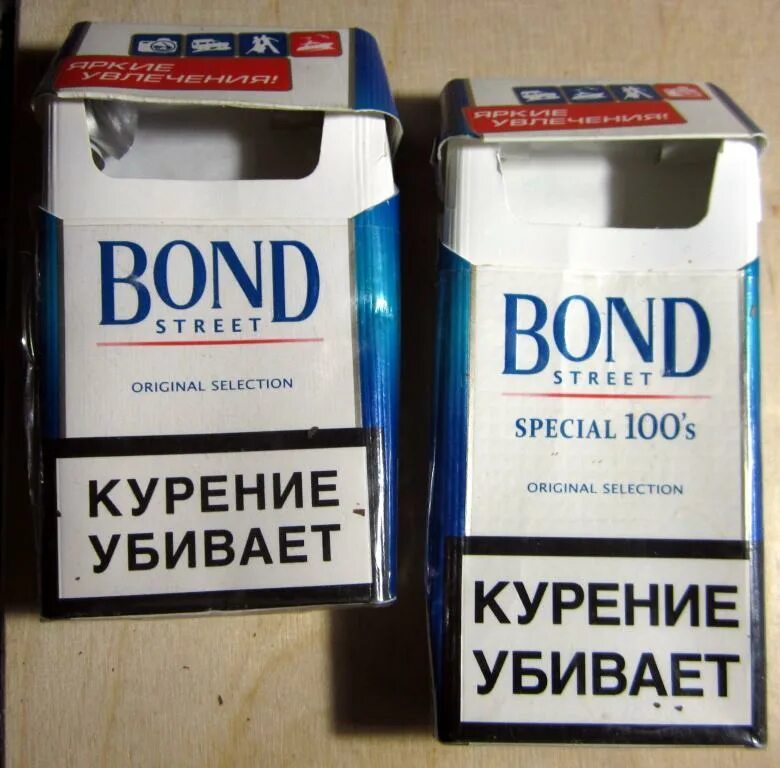 ЯРКИЕ
УВЛЕЧЕНИЯ!
BOND
STREET
ORIGINAL SELECTION
КУРЕНИЕ
УБИВАЕТ
ЯРКИЕ
УВЛЕЧЕНИЯ!
BOND
STREET
SPECIAL 100's
ORIGINAL SELECTION
КУРЕНИЕ
УБИВАЕТ